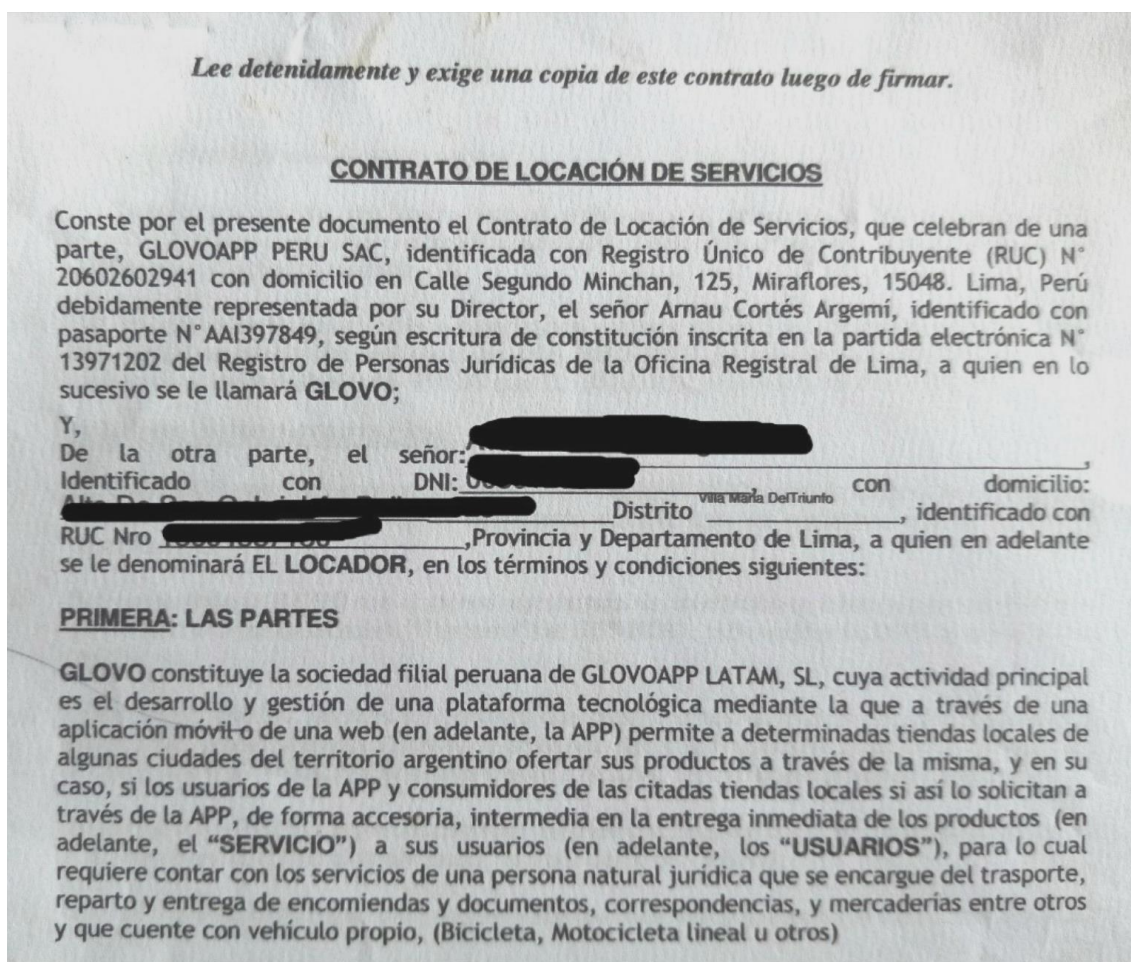 Lee detenidamente y exige una copia de este contrato luego de firmar.
CONTRATO DE LOCACIÓN DE SERVICIOS
Conste por el presente documento el Contrato de Locación de Servicios, que celebran de una
parte, GLOVOAPP PERU SAC, identificada con Registro Único de Contribuyente (RUC) N°
20602602941 con domicilio en Calle Segundo Minchan, 125, Miraflores, 15048. Lima, Perú
debidamente representada por su Director, el señor Arnau Cortés Argemí, identificado con
pasaporte N°AAI397849, según escritura de constitución inscrita en la partida electrónica N°
13971202 del Registro de Personas Jurídicas de la Oficina Registral de Lima, a quien en lo
sucesivo se le llamará GLOVO;
Y,
De la otra parte, el señor: ,
Identificado con DNI: , con domicilio:
Distrito Villa María DelTriunfo, identificado con
RUC Nro ,Provincia y Departamento de Lima, a quien en adelante
se le denominará EL LOCADOR, en los términos y condiciones siguientes:
PRIMERA: LAS PARTES
GLOVO constituye la sociedad filial peruana de GLOVOAPP LATAM, SL, cuya actividad principal
es el desarrollo y gestión de una plataforma tecnológica mediante la que a través de una
aplicación móvil o de una web (en adelante, la APP) permite a determinadas tiendas locales de
algunas ciudades del territorio argentino ofertar sus productos a través de la misma, y en su
caso, si los usuarios de la APP y consumidores de las citadas tiendas locales si así lo solicitan a
través de la APP, de forma accesoria, intermedia en la entrega inmediata de los productos (en
adelante, el “SERVICIO”) a sus usuarios (en adelante, los “USUARIOS”), para lo cual
requiere contar con los servicios de una persona natural jurídica que se encargue del trasporte,
reparto y entrega de encomiendas y documentos, correspondencias, y mercaderías entre otros
y que cuente con vehículo propio, (Bicicleta, Motocicleta lineal u otros)